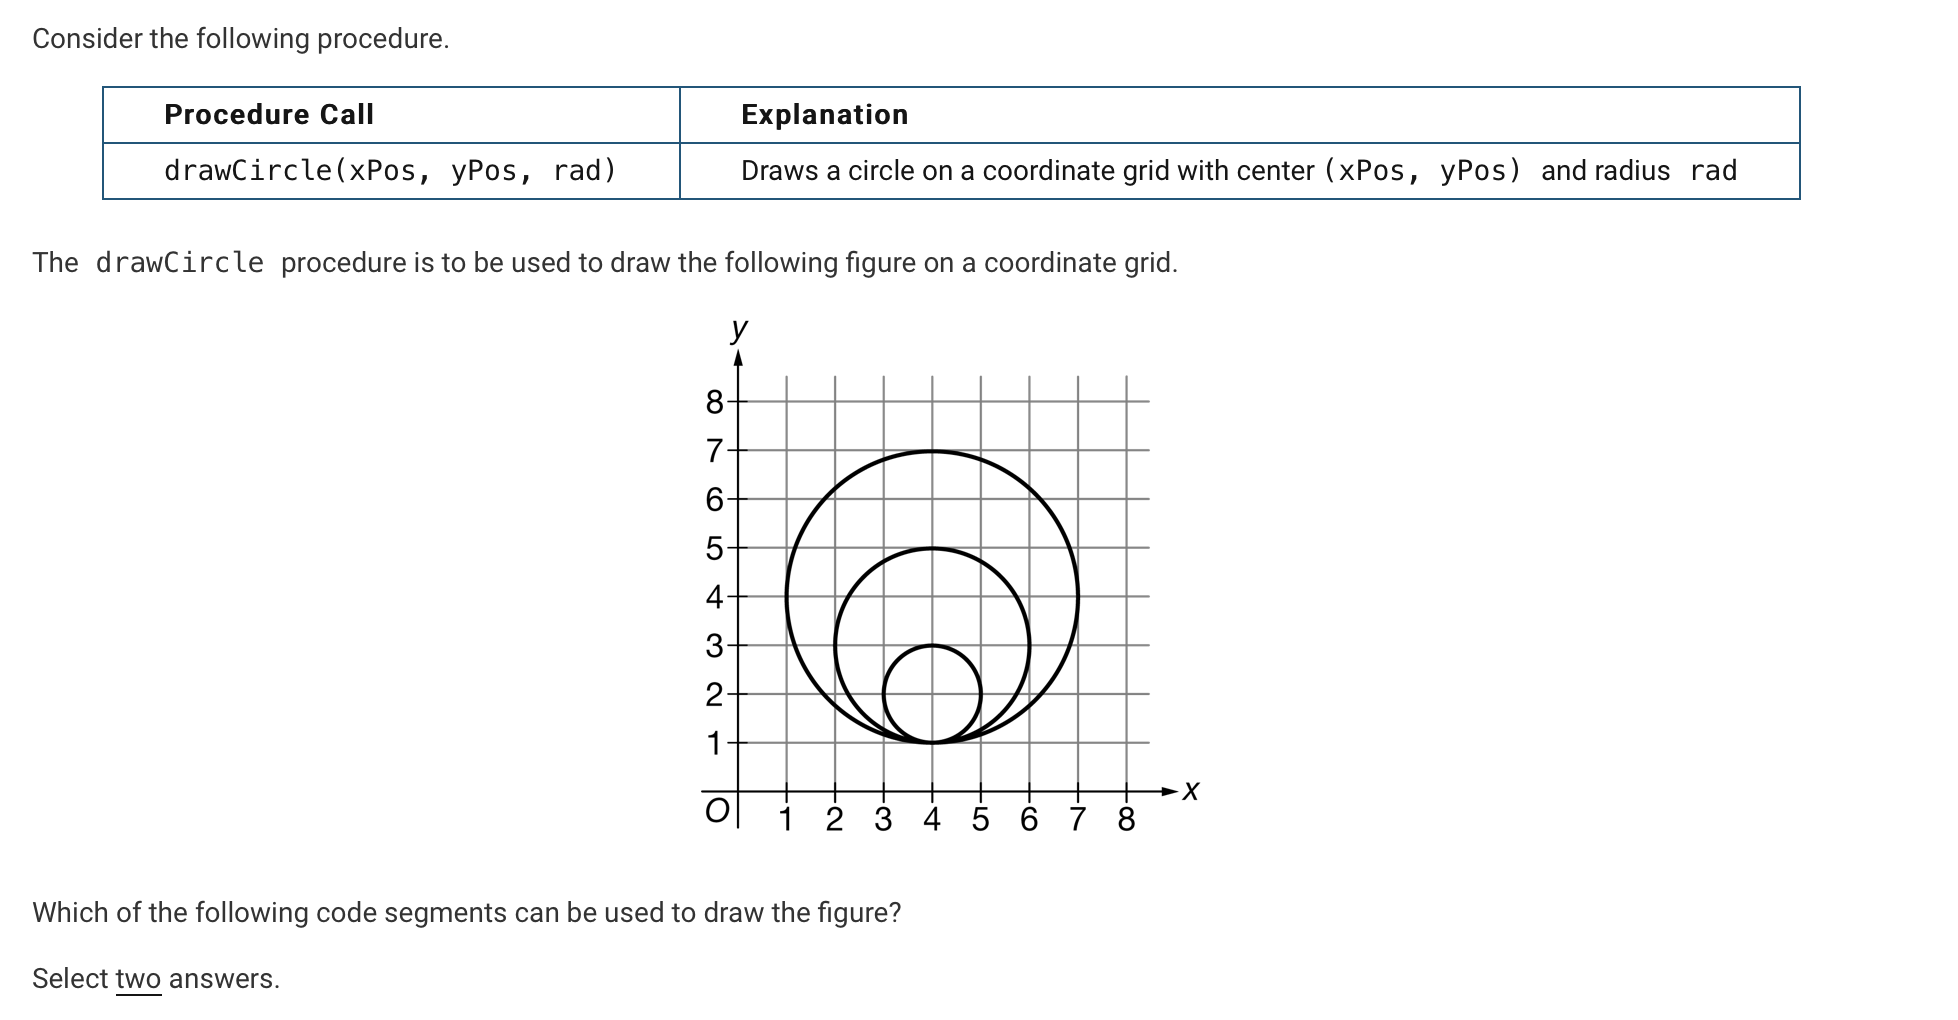 Consider the following procedure.
Procedure Call Explanation
drawCircle(xPos, yPos, rad) Draws a circle on a coordinate grid with center (xPos, yPos) and radius rad
The drawCircle procedure is to be used to draw the following figure on a coordinate grid.
y
8
7
6
5
4
3
2
1
x
O 1 2 3 4 5 6 7 8
Which of the following code segments can be used to draw the figure?
Select two answers.